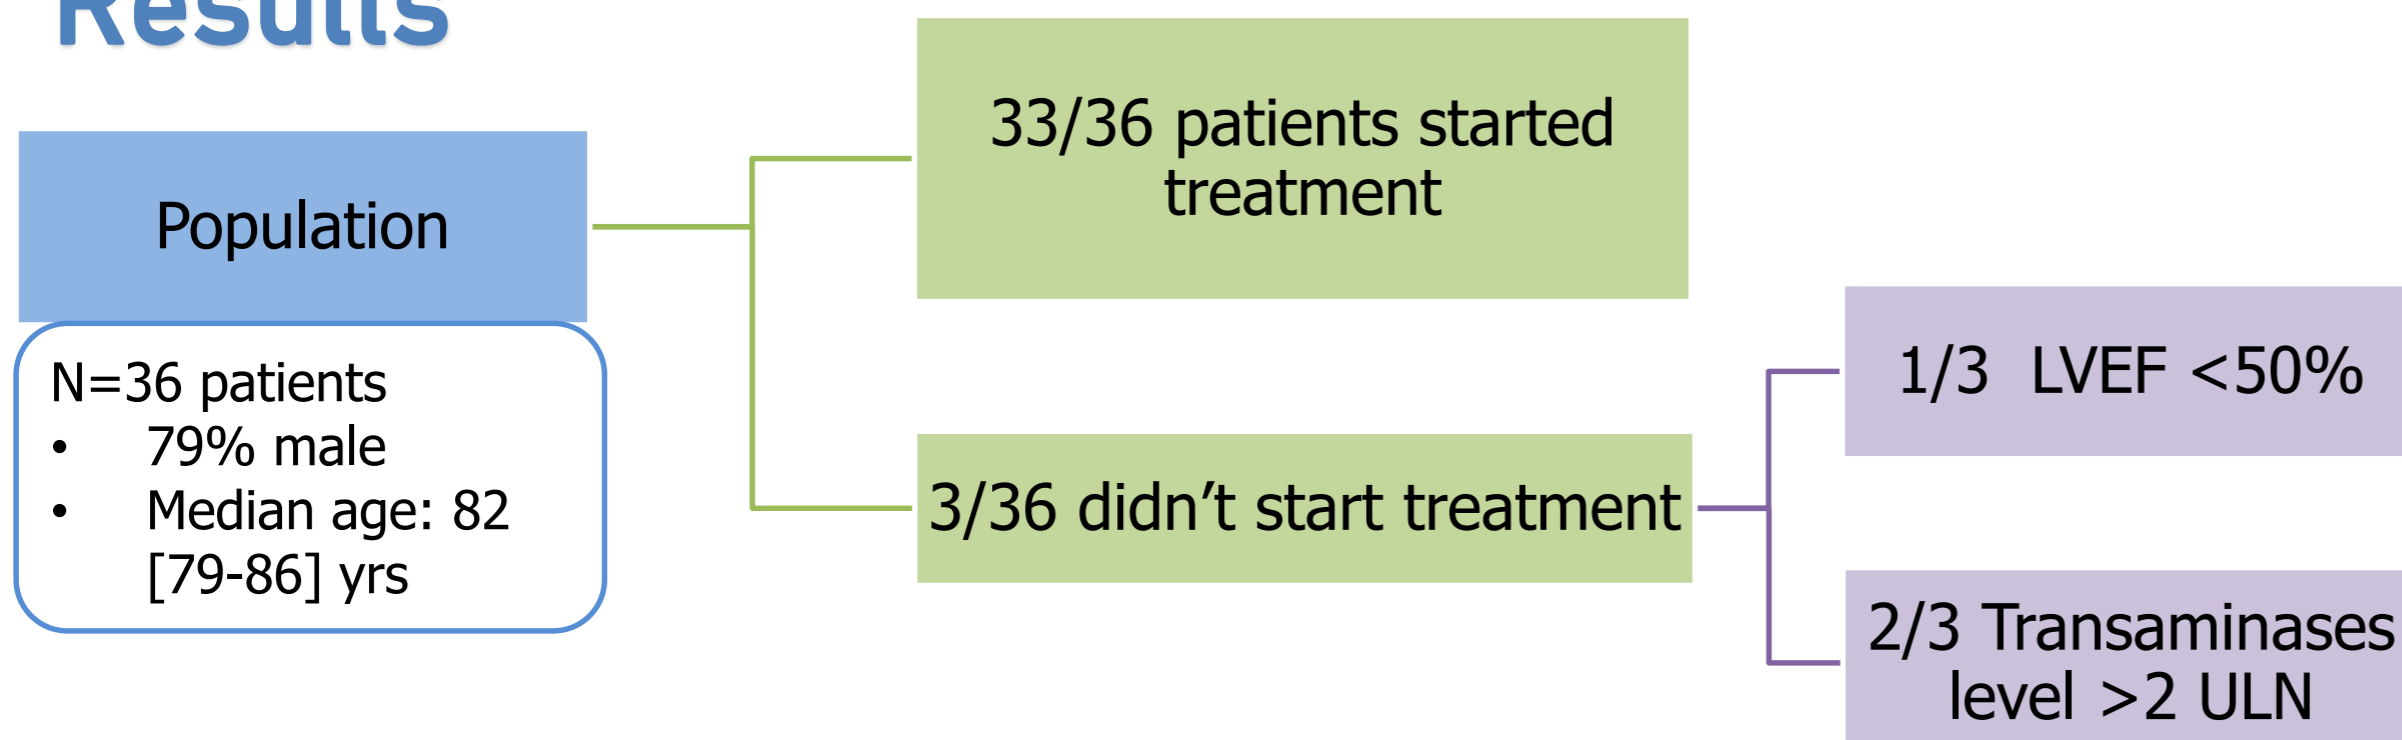 Results
Population
N=36 patients
• 79% male
• Median age: 82
[79-86] yrs
33/36 patients started
treatment
3/36 didn’t start treatment
1/3 LVEF <50%
2/3 Transaminases
level >2 ULN